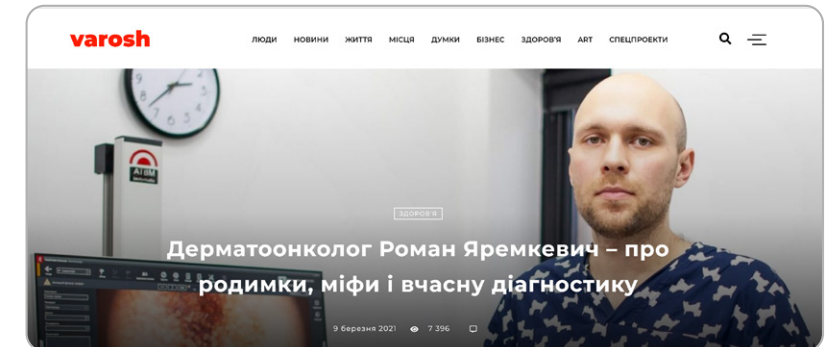 varosh
ЛЮДИ НОВИНИ ЖИТТЯ МІСЦЯ ДУМКИ БІЗНЕС ЗДОРОВ'Я ART СПЕЦПРОЕКТИ
ATBM
ЗДОРОВ'Я
Дерматоонколог Роман Яремкевич – про
родимки, міфи і вчасну діагностику
9 березня 2021 7 396